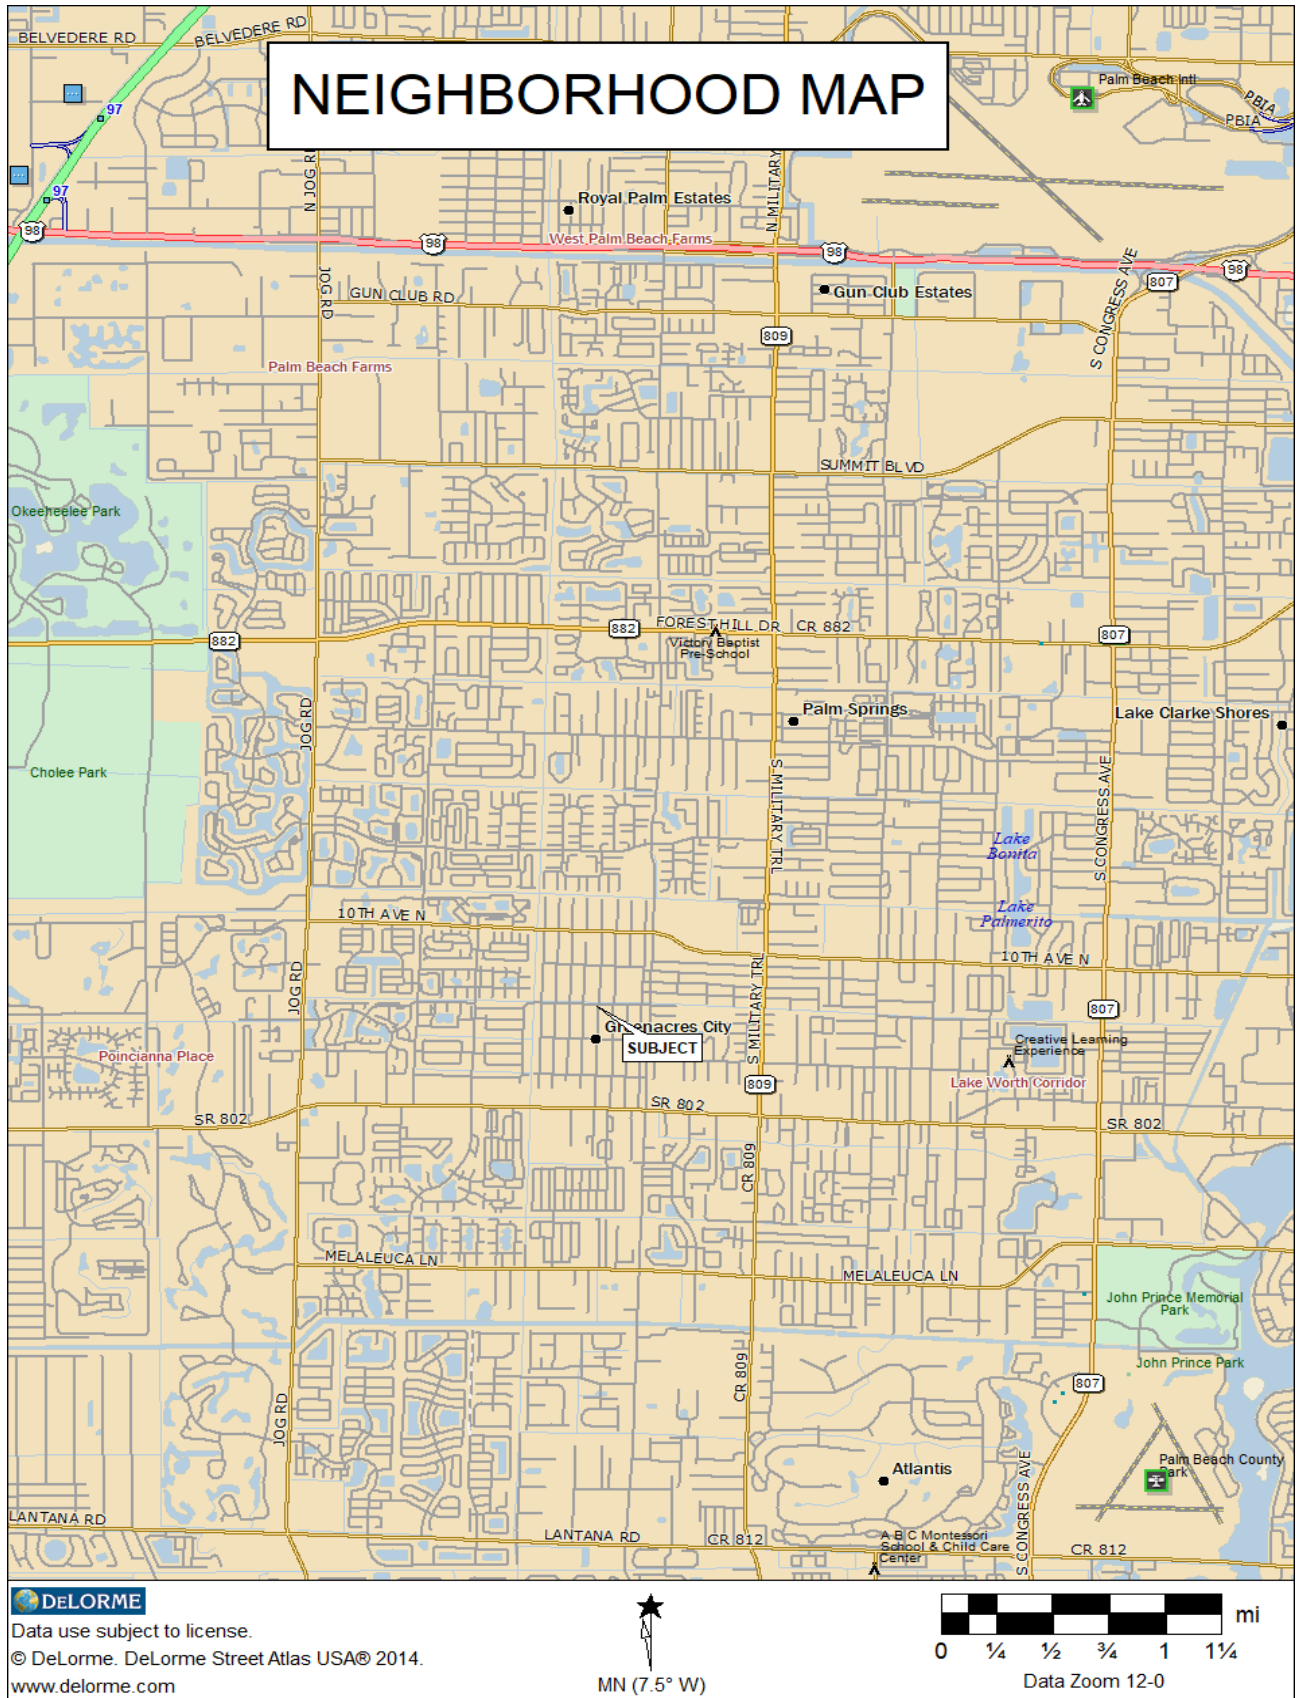 BELVEDERE RD
BELVEDERE RD
NEIGHBORHOOD MAP
Palm Beach Intl
PBIA
PBIA
97
97
N JOG R
N MILITARY
Royal Palm Estates
West Palm Beach Farms
98
98
98
98
807
JOG RD
GUN CLUB RD
Gun Club Estates
S CONGRESS AVE
809
Palm Beach Farms
SUMMIT BLVD
Okeeheelee Park
882
882
FOREST HILL DR
CR 882
807
Victory Baptist
Pre-School
JOG RD
Palm Springs
Lake Clarke Shores
Cholee Park
S MILITARY TRL
S CONGRESS AVE
Lake
Bonita
Lake
Palmerito
10TH AVE N
10TH AVE N
JOG RD
S MILITARY TRL
807
Greenacres City
SUBJECT
Creative Learning
Experience
Poincianna Place
Lake Worth Corridor
809
SR 802
SR 802
SR 802
CR 809
MELALEUCA LN
MELALEUCA LN
John Prince Memorial
Park
John Prince Park
CR 809
807
JOG RD
Atlantis
Palm Beach County
Park
S CONGRESS AVE
LANTANA RD
LANTANA RD
CR 812
A B C Montessori
School & Child Care
Center
CR 812
DELORME
Data use subject to license.
© DeLorme. DeLorme Street Atlas USA® 2014.
www.delorme.com
MN (7.5° W)
mi
0 ¼ ½ ¾ 1 1¼
Data Zoom 12-0